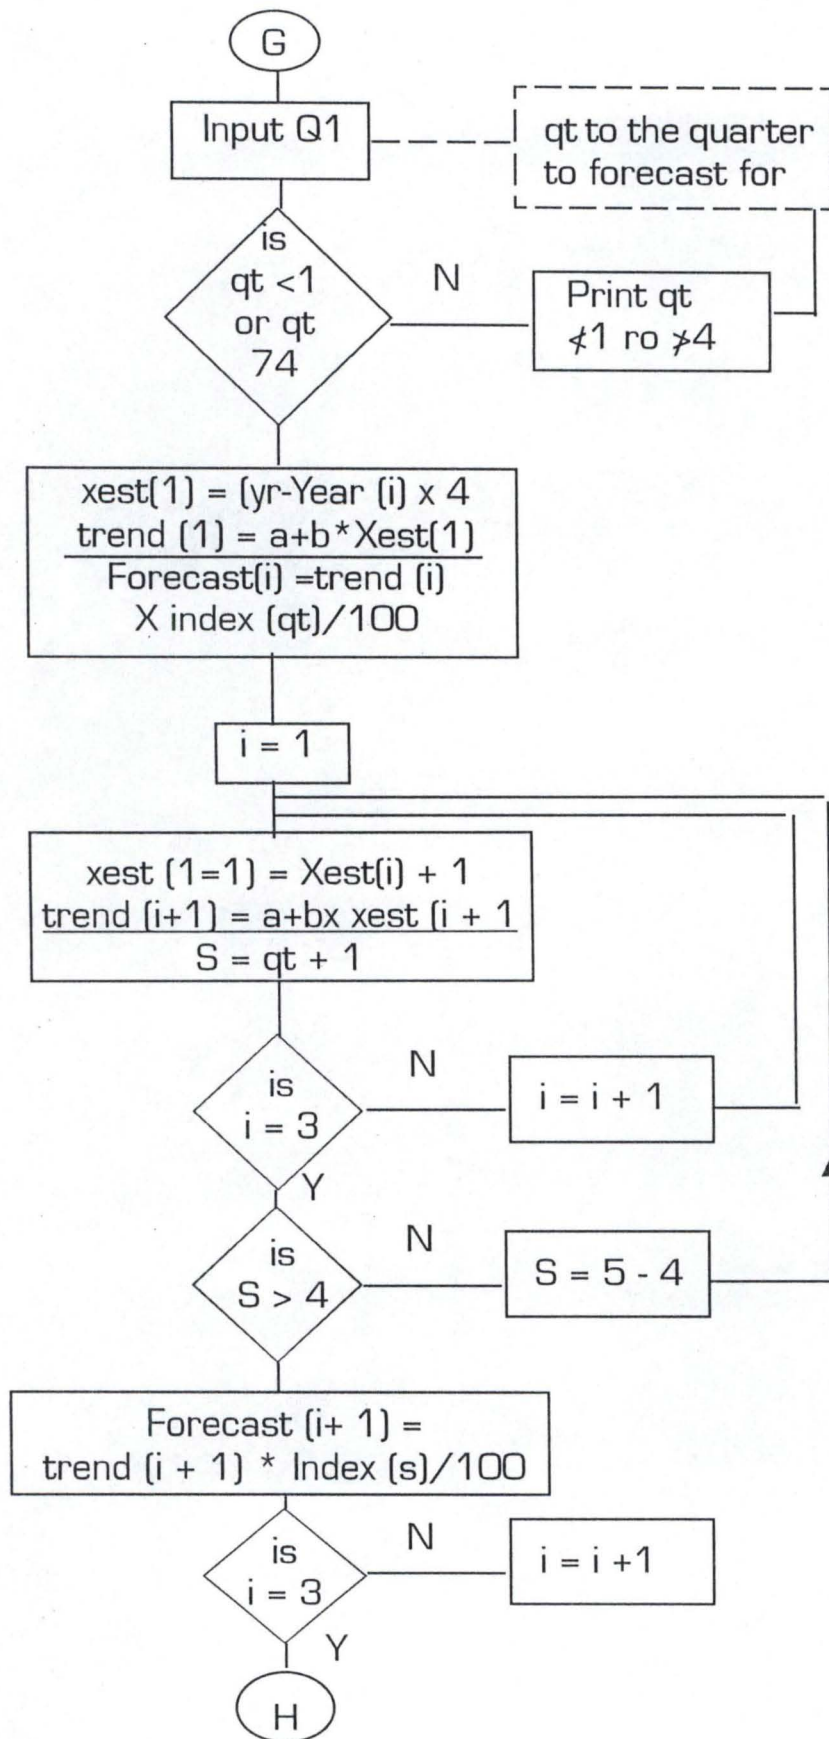 G
Input Q1
qt to the quarter
to forecast for
is
qt <1
or qt
74
N
Print qt
≮1 ro ≯4
xest(1) = (yr-Year (i) x 4
trend (1) = a+b*Xest(1)
Forecast(i) =trend (i)
X index (qt)/100
i = 1
xest (1=1) = Xest(i) + 1
trend (i+1) = a+bx xest (i + 1
S = qt + 1
is
i = 3
N
i = i + 1
Y
is
S > 4
N
S = 5 - 4
Forecast (i+ 1) =
trend (i + 1) * Index (s)/100
is
i = 3
N
i = i +1
Y
H